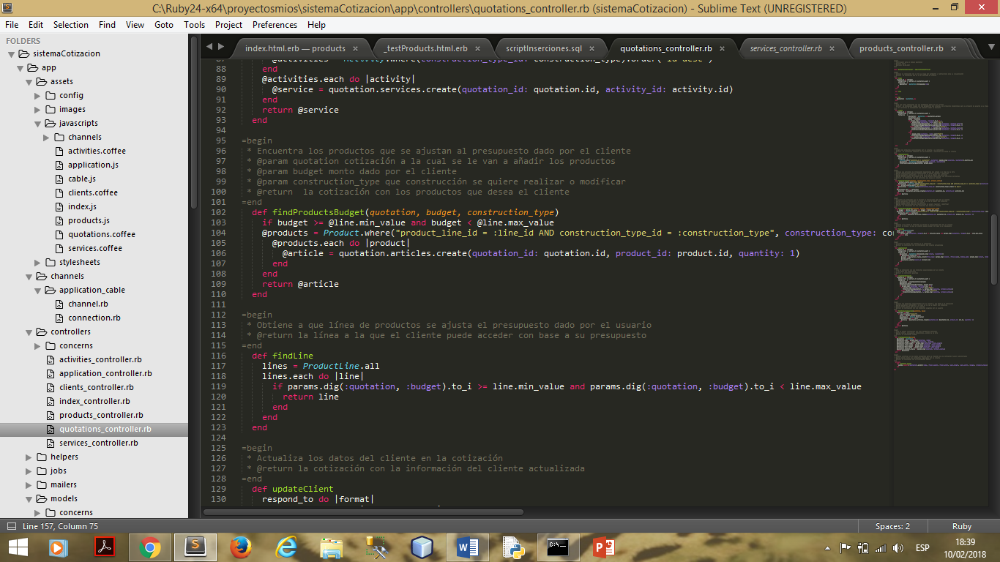 C:\Ruby24-x64\proyectosmios\sistemaCotizacion\app\controllers\quotations_controller.rb (sistemaCotizacion) - Sublime Text (UNREGISTERED)
File Edit Selection Find View Goto Tools Project Preferences Help
FOLDERS
sistemaCotizacion
app
assets
config
images
javascripts
channels
activities.coffee
application.js
cable.js
clients.coffee
index.js
products.js
quotations.coffee
services.coffee
stylesheets
channels
application_cable
channel.rb
connection.rb
controllers
concerns
activities_controller.rb
application_controller.rb
clients_controller.rb
index_controller.rb
products_controller.rb
quotations_controller.rb
services_controller.rb
helpers
jobs
mailers
models
concerns
index.html.erb — products
_testProducts.html.erb
scriptInserciones.sql
quotations_controller.rb
services_controller.rb
products_controller.rb
88 end
89 @activities.each do |activity|
90 @service = quotation.services.create(quotation_id: quotation.id, activity_id: activity.id)
91 end
92 return @service
93 end
94
95 =begin
96 * Encuentra los productos que se ajustan al presupuesto dado por el cliente
97 * @param quotation cotización a la cual se le van a añadir los productos
98 * @param budget monto dado por el cliente
99 * @param construction_type que construcción se quiere realizar o modificar
100 * @return  la cotización con los productos que desea el cliente
101 =end
102 def findProductsBudget(quotation, budget, construction_type)
103 if budget >= @line.min_value and budget < @line.max_value
104 @products = Product.where("product_line_id = :line_id AND construction_type_id = :construction_type", construction_type: co
105 @products.each do |product|
106 @article = quotation.articles.create(quotation_id: quotation.id, product_id: product.id, quantity: 1)
107 end
108 end
109 return @article
110 end
111
112 =begin
113 * Obtiene a que línea de productos se ajusta el presupuesto dado por el usuario
114 * @return la línea a la que el cliente puede acceder con base a su presupuesto
115 =end
116 def findLine
117 lines = ProductLine.all
118 lines.each do |line|
119 if params.dig(:quotation, :budget).to_i >= line.min_value and params.dig(:quotation, :budget).to_i < line.max_value
120 return line
121 end
122 end
123 end
124
125 =begin
126 * Actualiza los datos del cliente en la cotización
127 * @return la cotización con la información del cliente actualizada
128 =end
129 def updateClient
130 respond_to do |format|
Line 157, Column 75
Spaces: 2
Ruby
ESP
18:39
10/02/2018